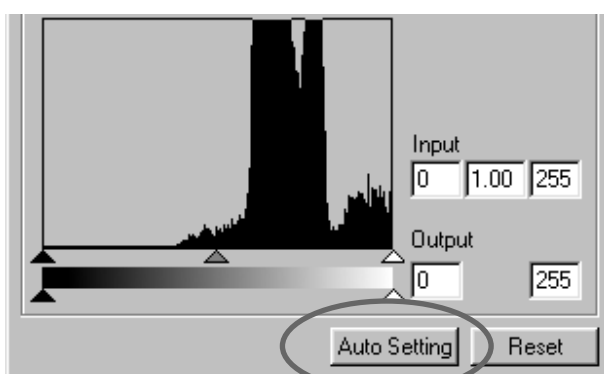 Input
0 1.00 255
Output
0 255
Auto Setting Reset